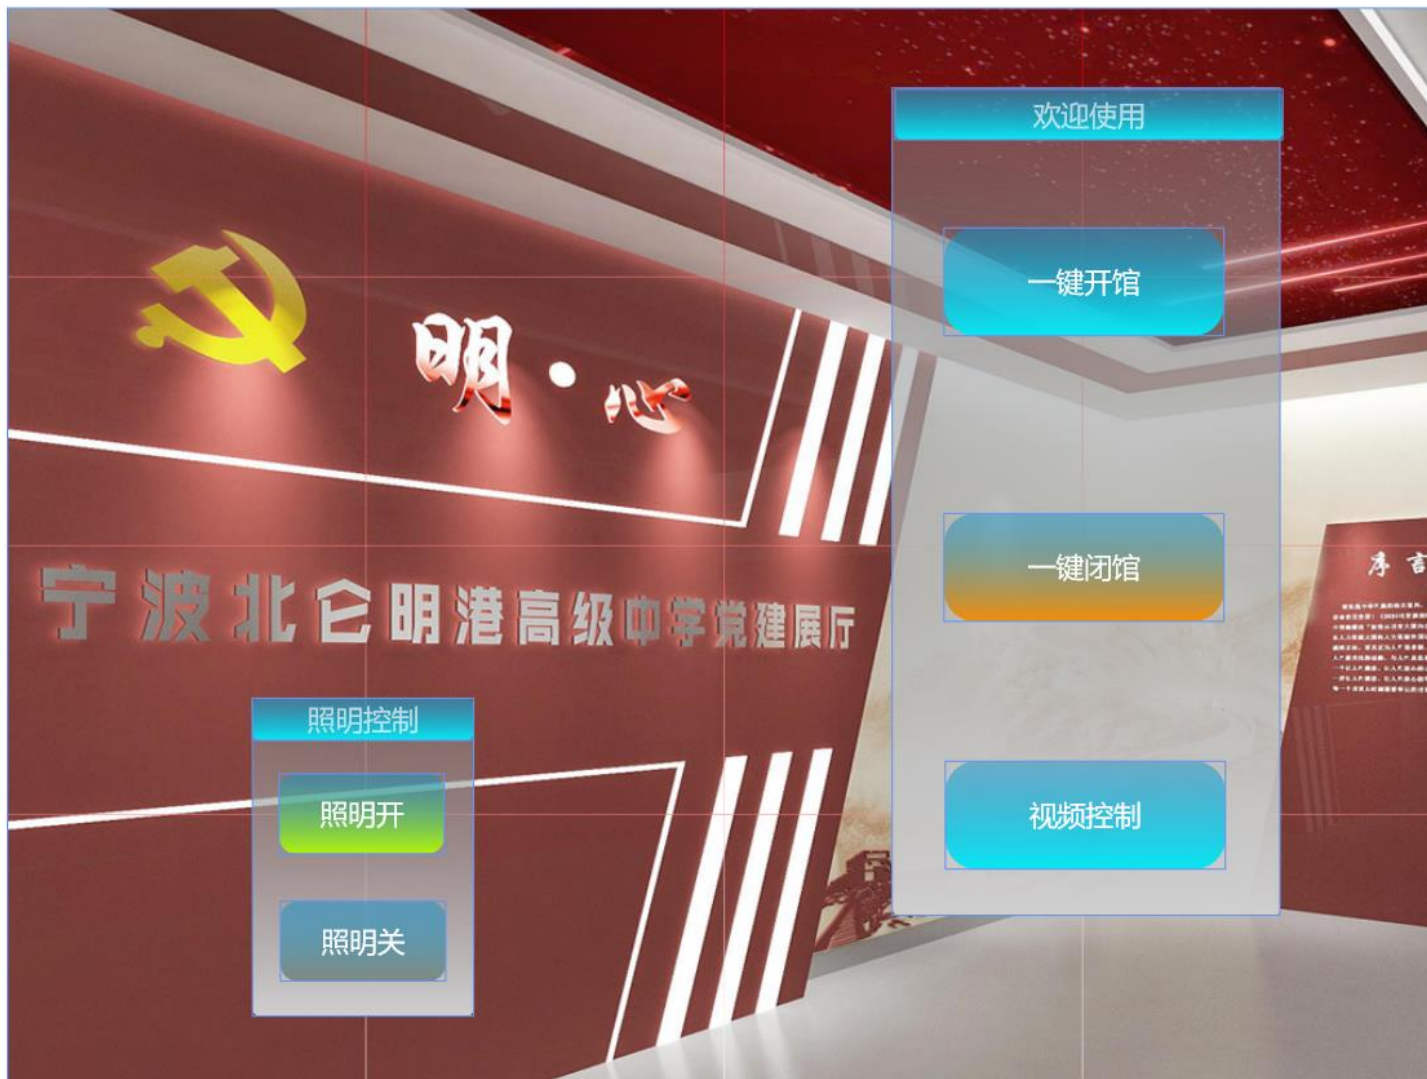 欢迎使用
一键开馆
明·心
一键闭馆
序言
宁波北仑明港高级中学党建展厅
照明控制
照明开
照明关
视频控制